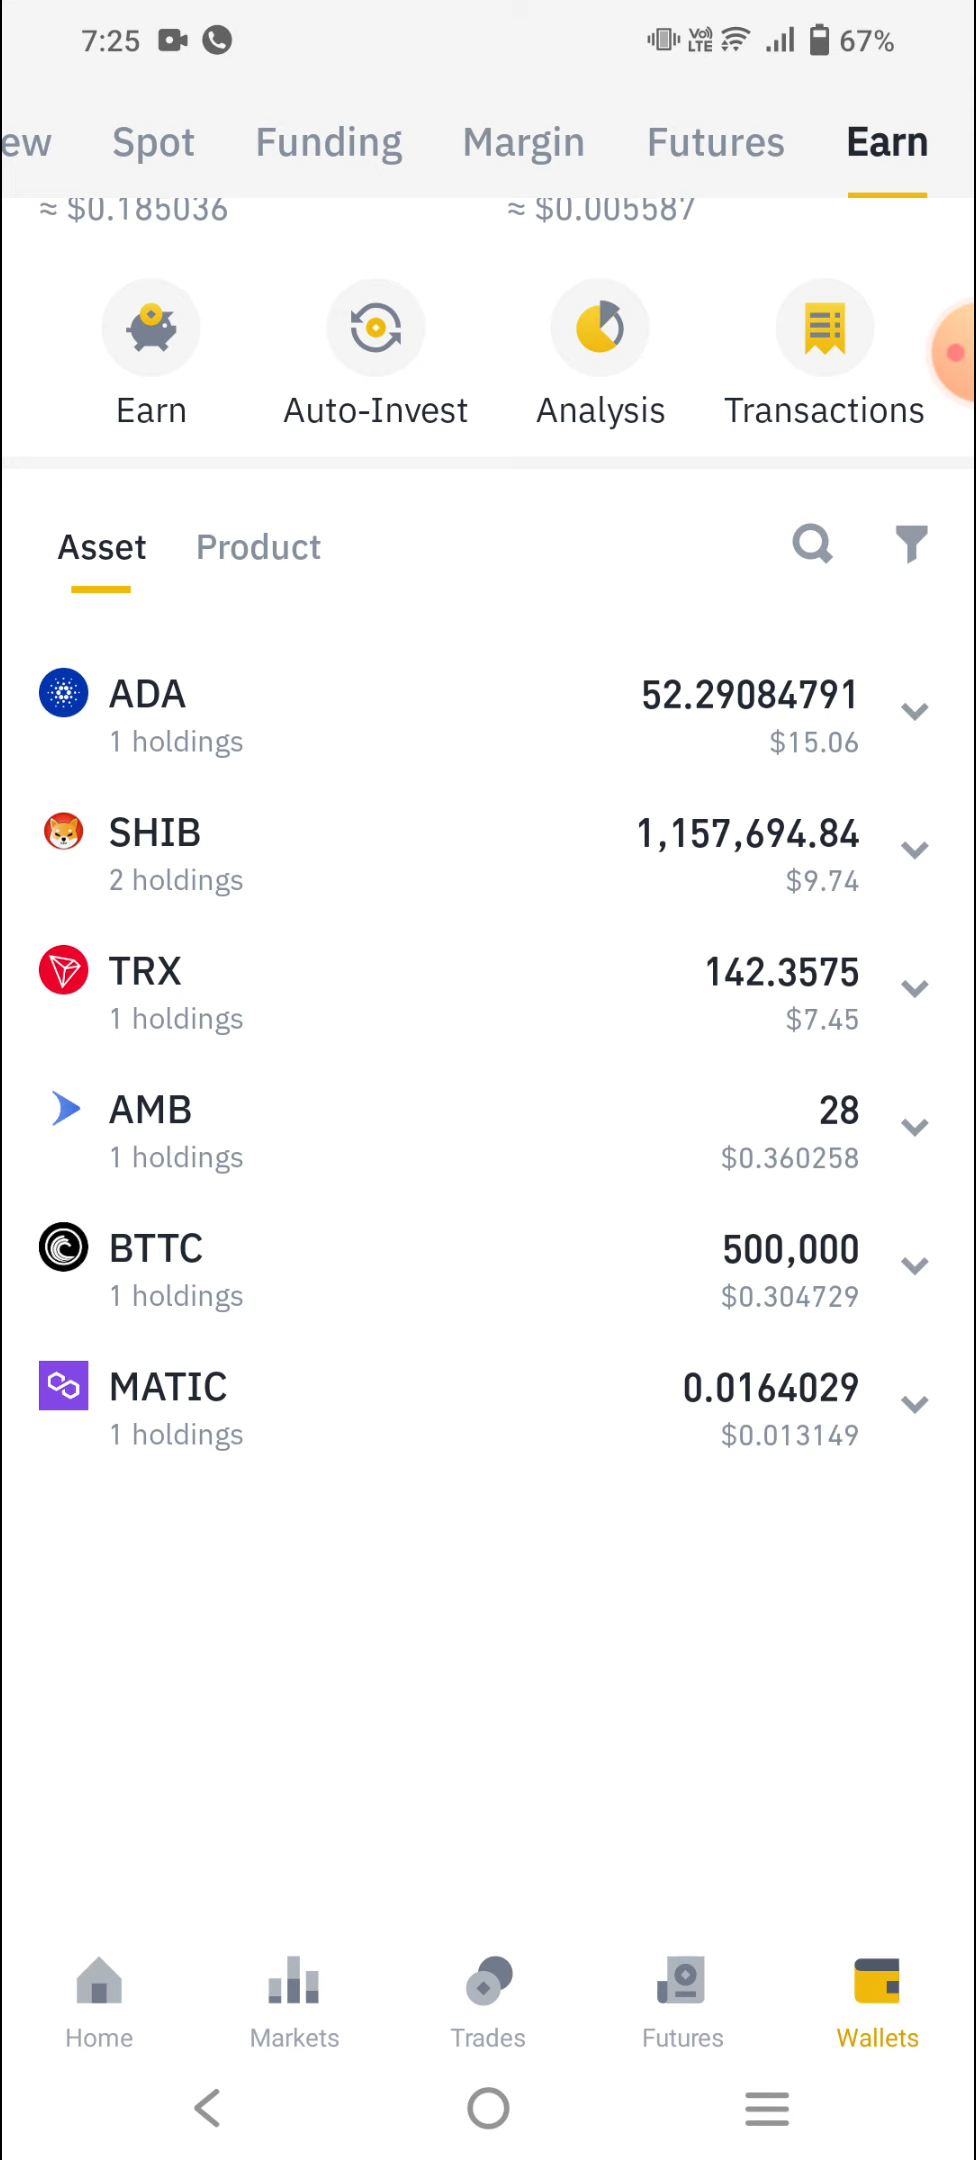 7:25 67%
ew Spot Funding Margin Futures Earn
≈ $0.185036 ≈ $0.005587
Earn Auto-Invest Analysis Transactions
Asset Product
ADA 52.29084791
1 holdings $15.06
SHIB 1,157,694.84
2 holdings $9.74
TRX 142.3575
1 holdings $7.45
AMB 28
1 holdings $0.360258
BTTC 500,000
1 holdings $0.304729
MATIC 0.0164029
1 holdings $0.013149
Home Markets Trades Futures Wallets